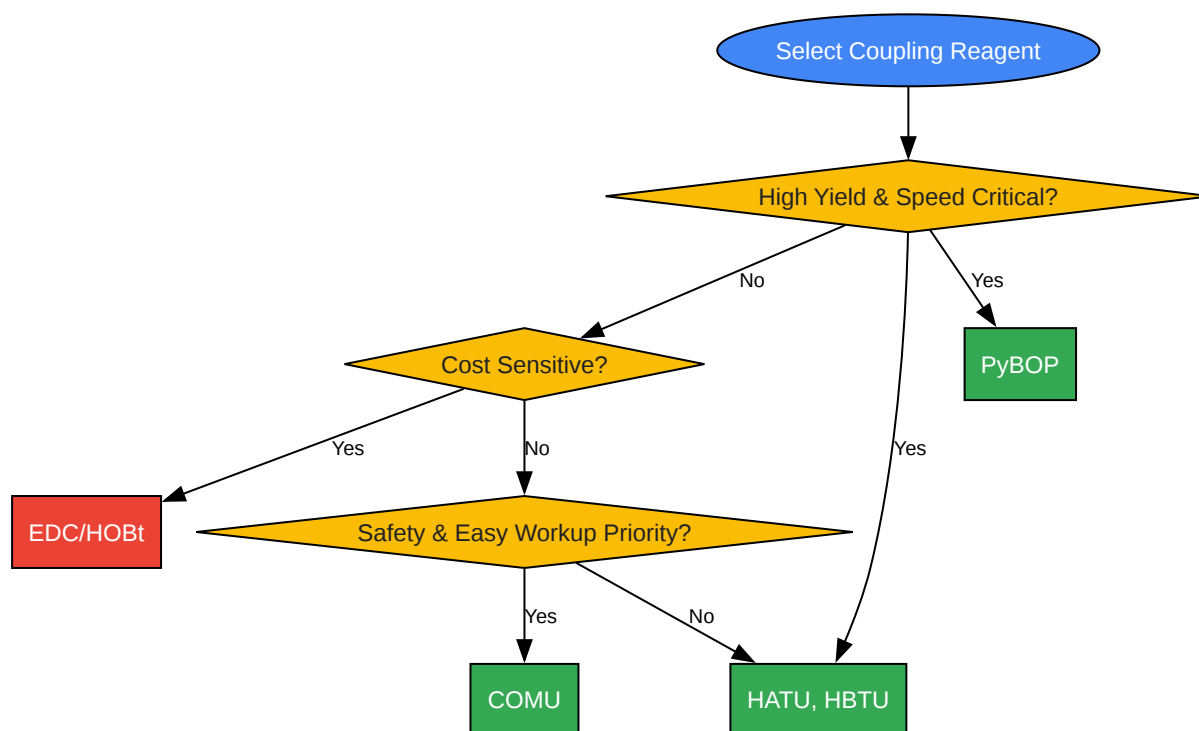 Select Coupling Reagent
High Yield & Speed Critical?
No
Yes
Cost Sensitive?
PyBOP
Yes
No
Yes
EDC/HOBt
Safety & Easy Workup Priority?
Yes
No
COMU
HATU, HBTU